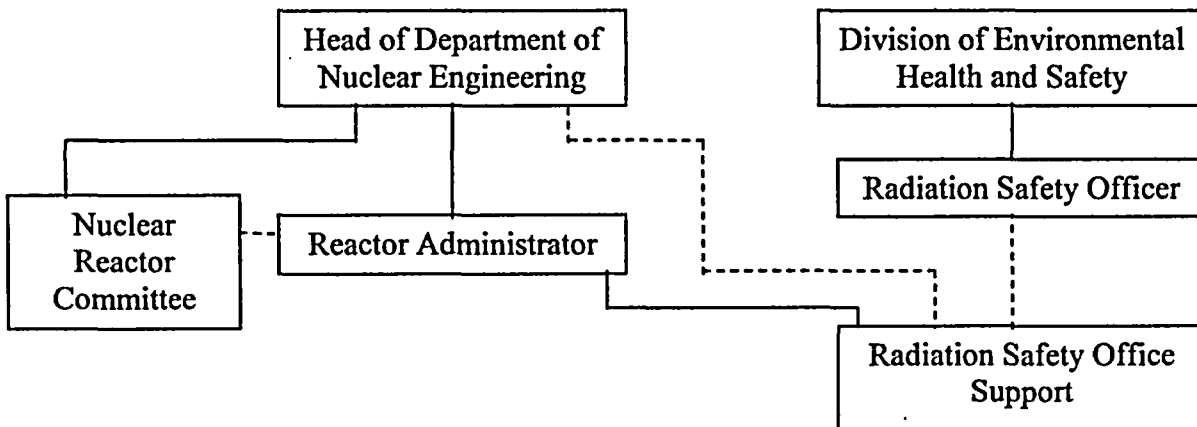 Head of Department of
Nuclear Engineering
Division of Environmental
Health and Safety
Radiation Safety Officer
Nuclear
Reactor
Committee
Reactor Administrator
Radiation Safety Office
Support